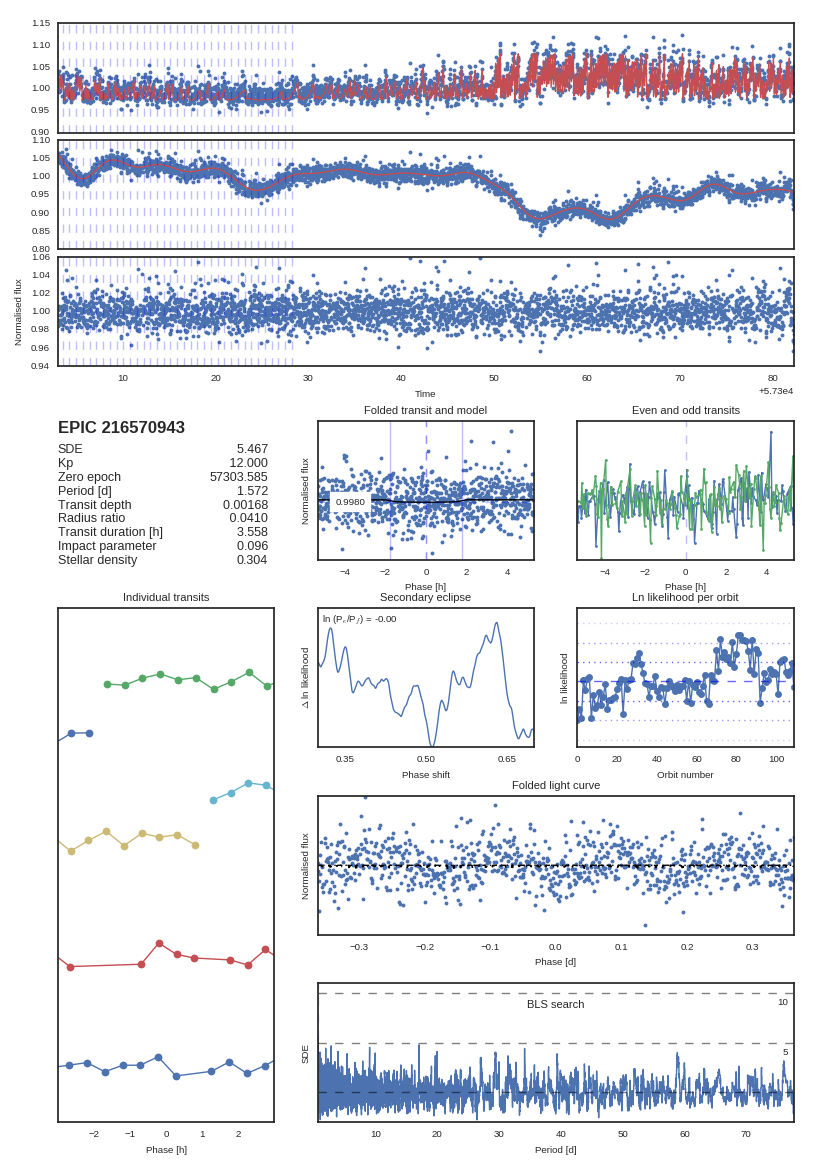 1.15
1.10
1.05
1.00
0.95
0.90
1.10
1.05
1.00
0.95
0.90
0.85
0.80
1.06
1.04
1.02
1.00
0.98
0.96
0.94
Normalised flux
10 20 30 40 50 60 70 80
Time
+5.73e4
EPIC 216570943
SDE 5.467
Kp 12.000
Zero epoch 57303.585
Period [d] 1.572
Transit depth 0.00168
Radius ratio 0.0410
Transit duration [h] 3.558
Impact parameter 0.096
Stellar density 0.304
Folded transit and model
Normalised flux
0.9980
−4 −2 0 2 4
Phase [h]
Even and odd transits
−4 −2 0 2 4
Phase [h]
Individual transits
−2 −1 0 1 2
Phase [h]
Secondary eclipse
Δ ln likelihood
0.35 0.50 0.65
Phase shift
Ln likelihood per orbit
ln likelihood
0 20 40 60 80 100
Orbit number
Folded light curve
Normalised flux
−0.3 −0.2 −0.1 0.0 0.1 0.2 0.3
Phase [d]
BLS search
10
5
SDE
10 20 30 40 50 60 70
Period [d]